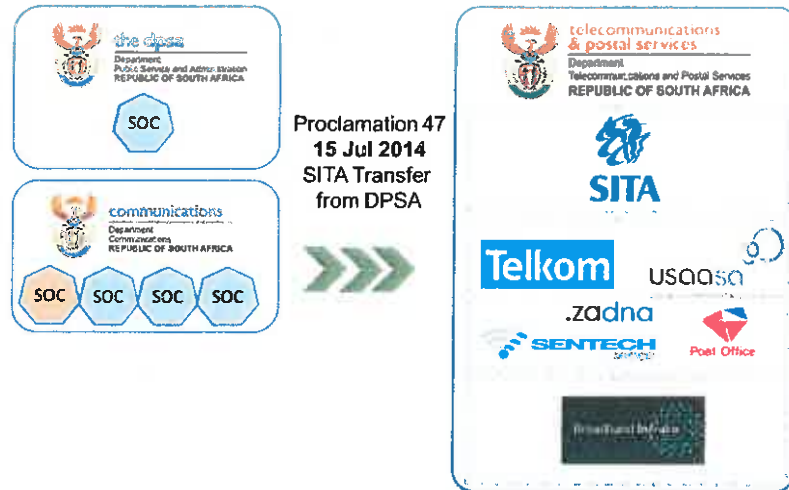 the dpsa
Department
Public Service and Administration
REPUBLIC OF SOUTH AFRICA
SOC
communications
Department
Communications
REPUBLIC OF SOUTH AFRICA
SOC SOC SOC SOC
Proclamation 47
15 Jul 2014
SITA Transfer
from DPSA
telecommunications
& postal services
Department
Telecommunications and Postal Services
REPUBLIC OF SOUTH AFRICA
SITA
Telkom
usaasa
.zadna
SENTECH
Post Office
Broadband Infraco